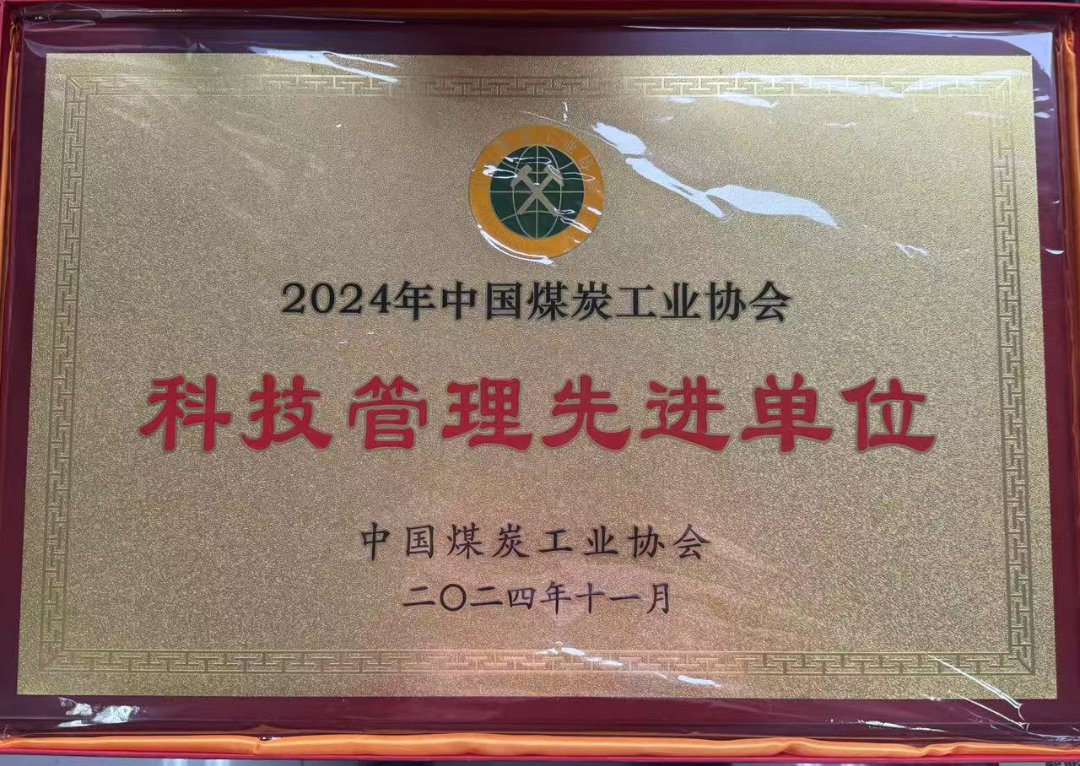 2024年中国煤炭工业协会
科技管理先进单位
中国煤炭工业协会
二〇二四年十一月